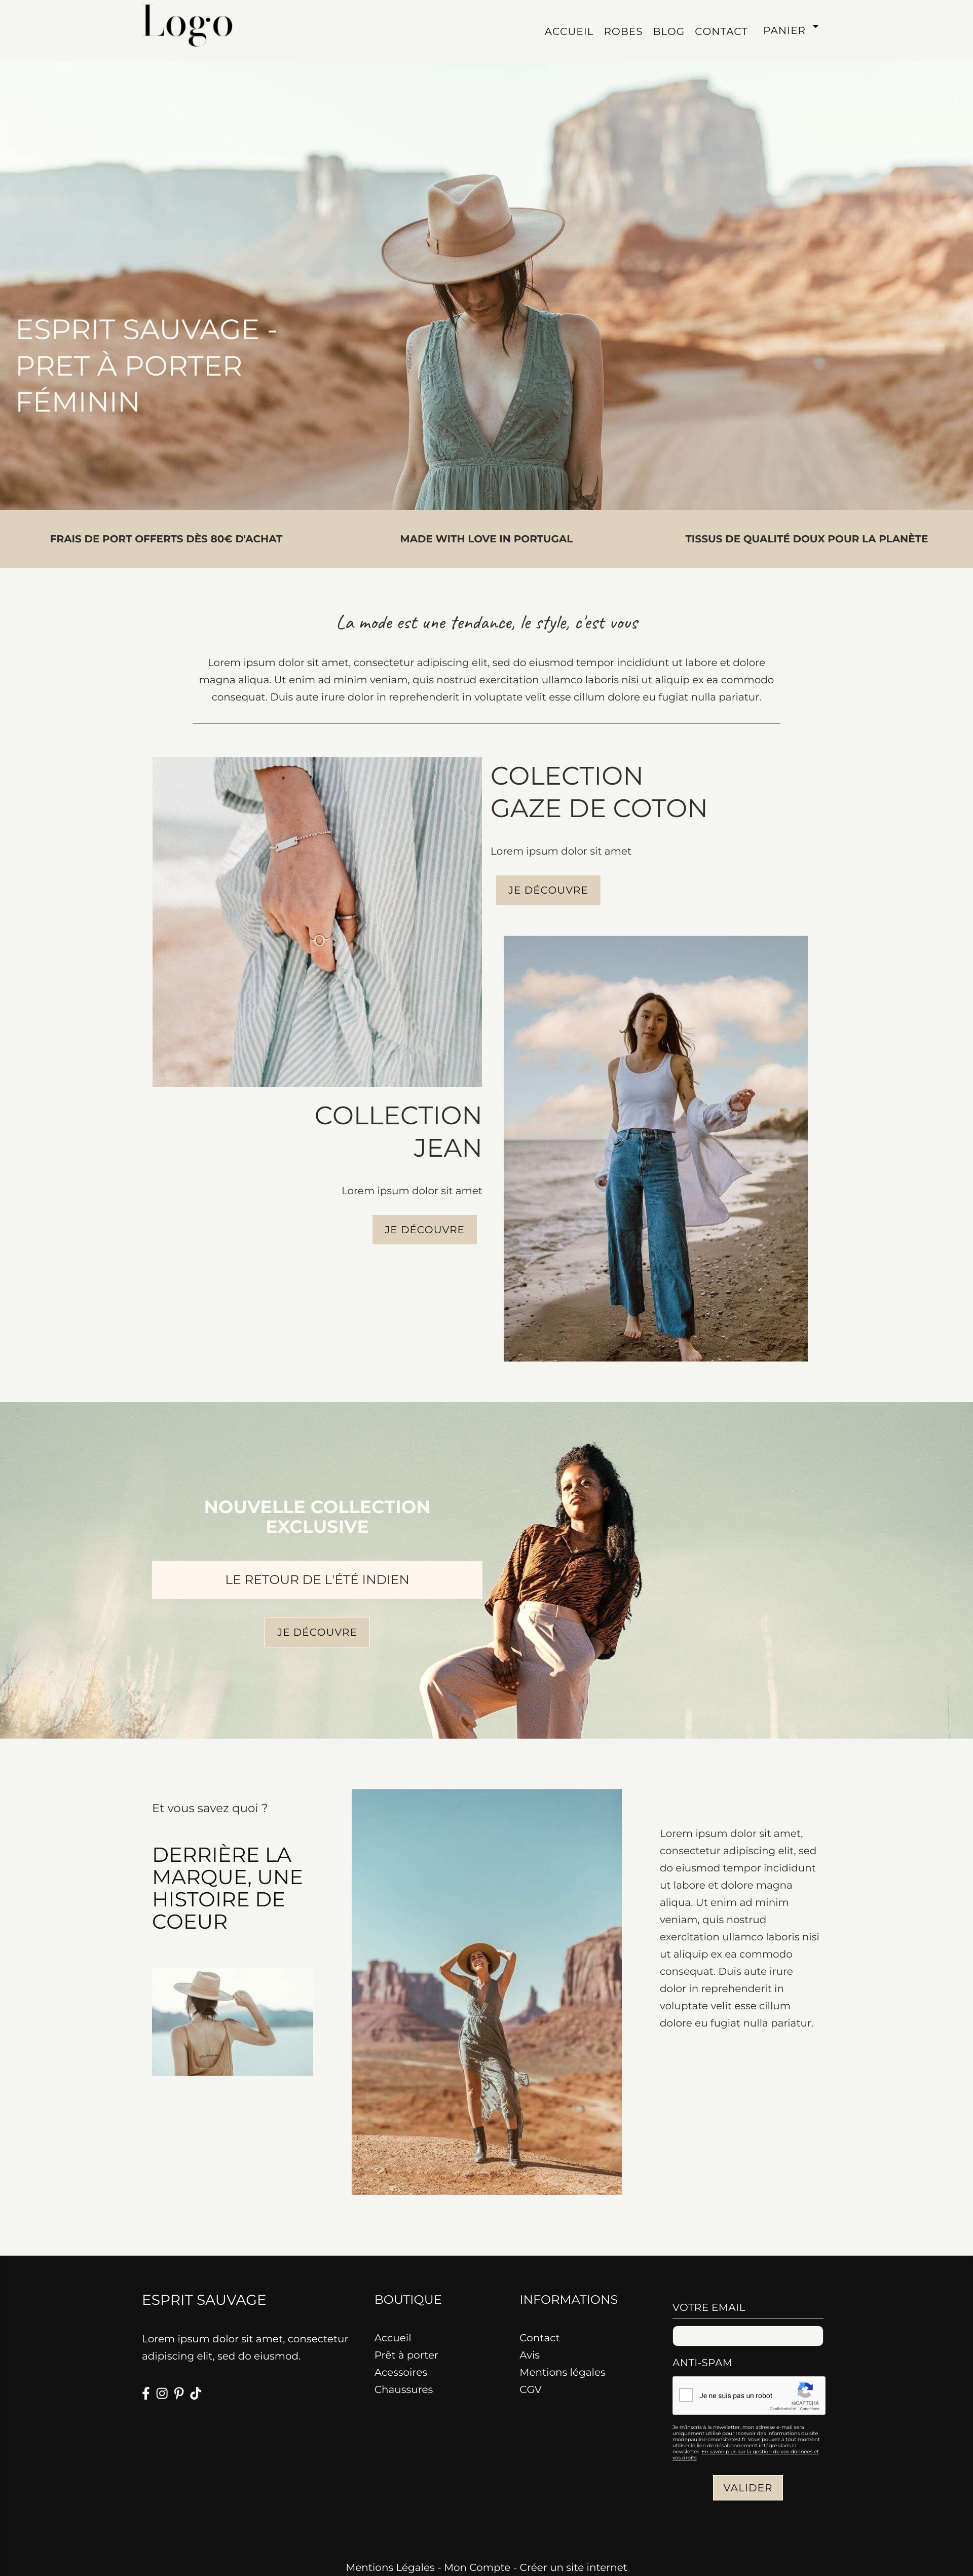 Logo
ACCUEIL ROBES BLOG CONTACT PANIER
ESPRIT SAUVAGE -
PRET À PORTER
FÉMININ
FRAIS DE PORT OFFERTS DÈS 80€ D'ACHAT
MADE WITH LOVE IN PORTUGAL
TISSUS DE QUALITÉ DOUX POUR LA PLANÈTE
La mode est une tendance, le style, c'est vous
Lorem ipsum dolor sit amet, consectetur adipiscing elit, sed do eiusmod tempor incididunt ut labore et dolore
magna aliqua. Ut enim ad minim veniam, quis nostrud exercitation ullamco laboris nisi ut aliquip ex ea commodo
consequat. Duis aute irure dolor in reprehenderit in voluptate velit esse cillum dolore eu fugiat nulla pariatur.
COLECTION
GAZE DE COTON
Lorem ipsum dolor sit amet
JE DÉCOUVRE
COLLECTION
JEAN
Lorem ipsum dolor sit amet
JE DÉCOUVRE
NOUVELLE COLLECTION
EXCLUSIVE
LE RETOUR DE L'ÉTÉ INDIEN
JE DÉCOUVRE
Et vous savez quoi ?
DERRIÈRE LA
MARQUE, UNE
HISTOIRE DE
COEUR
Lorem ipsum dolor sit amet,
consectetur adipiscing elit, sed
do eiusmod tempor incididunt
ut labore et dolore magna
aliqua. Ut enim ad minim
veniam, quis nostrud
exercitation ullamco laboris nisi
ut aliquip ex ea commodo
consequat. Duis aute irure
dolor in reprehenderit in
voluptate velit esse cillum
dolore eu fugiat nulla pariatur.
ESPRIT SAUVAGE
Lorem ipsum dolor sit amet, consectetur
adipiscing elit, sed do eiusmod.
BOUTIQUE
Accueil
Prêt à porter
Acessoires
Chaussures
INFORMATIONS
Contact
Avis
Mentions légales
CGV
VOTRE EMAIL
ANTI-SPAM
Je ne suis pas un robot
reCAPTCHA
Confidentialité - Conditions
Je m'inscris à la newsletter, mon adresse e-mail sera
uniquement utilisé pour recevoir des informations du site
modepauline.cmonsitetest.fr. Vous pouvez à tout moment
utiliser le lien de désabonnement intégré dans la
newsletter. En savoir plus sur la gestion de vos données et
vos droits
VALIDER
Mentions Légales - Mon Compte - Créer un site internet